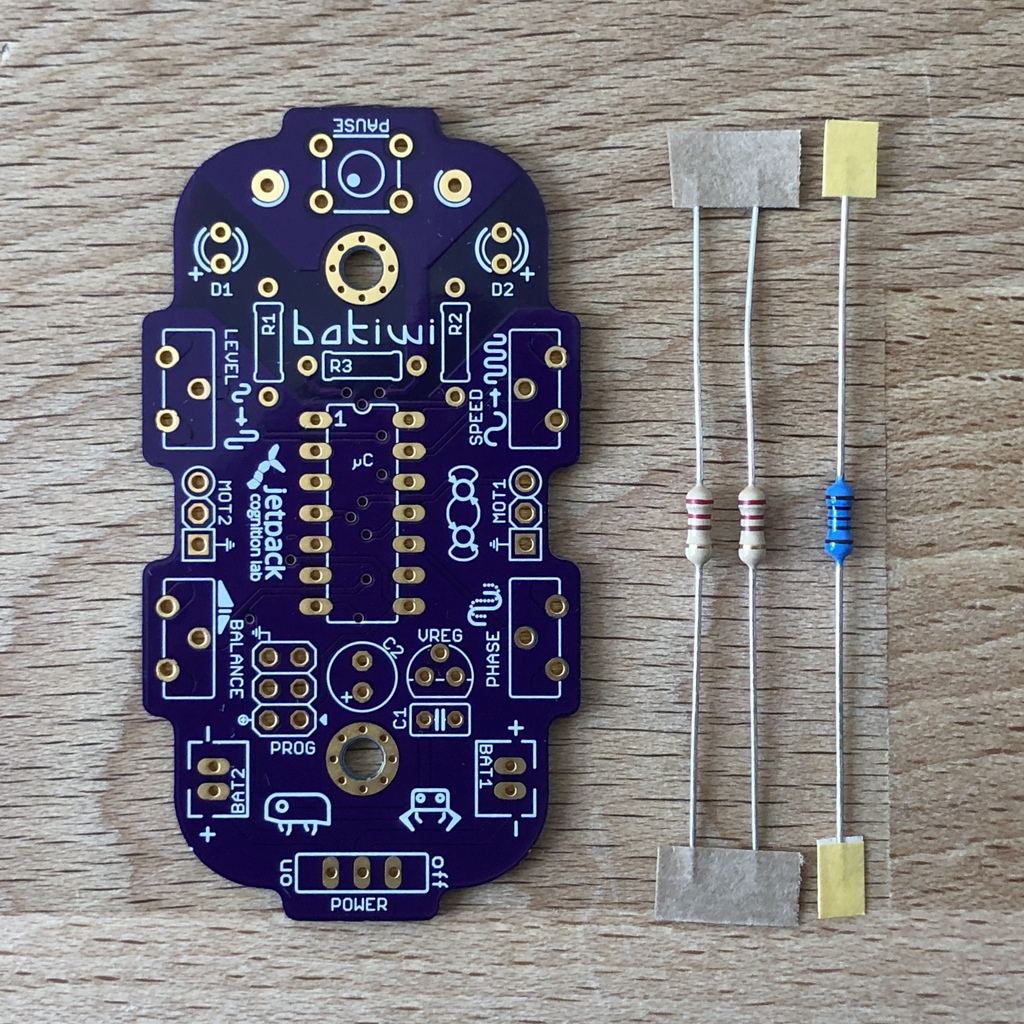 PAUSE
D1
D2
R1
bakiwi
R2
R3
LEVEL
SPEED
1
µC
MOT2
jetpack
cognition lab
MOT1
BALANCE
PHASE
C2
VREG
+
C1
PROG
BAT2
BAT1
on
off
POWER